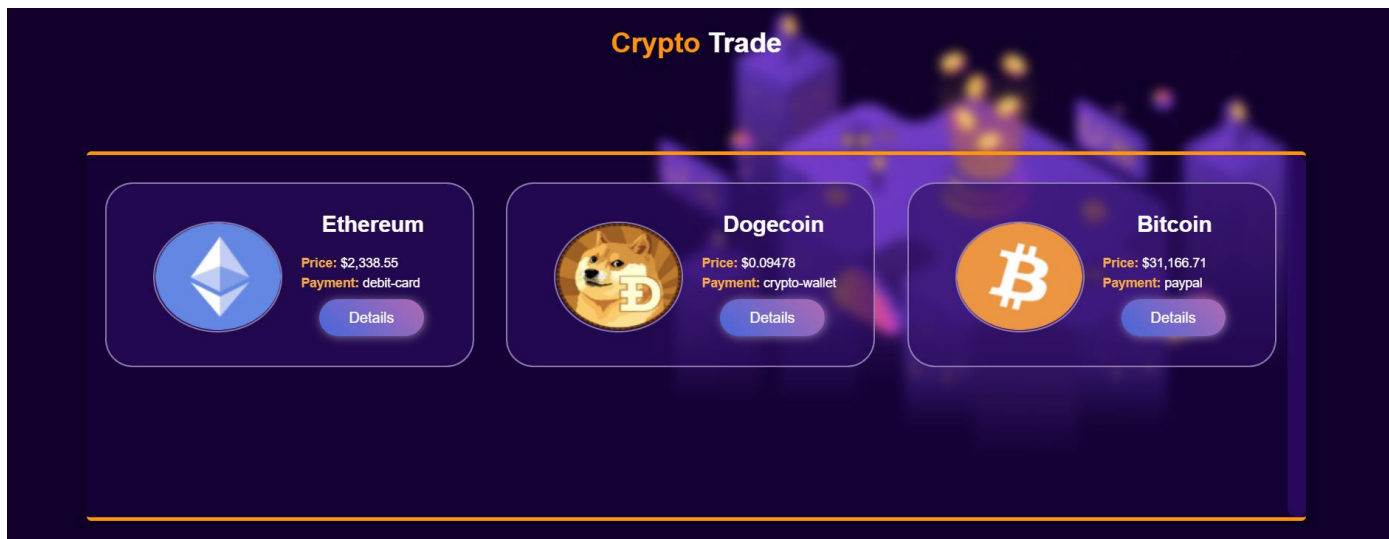 Crypto Trade
Ethereum
Price: $2,338.55
Payment: debit-card
Details
Dogecoin
Price: $0.09478
Payment: crypto-wallet
Details
Bitcoin
Price: $31,166.71
Payment: paypal
Details